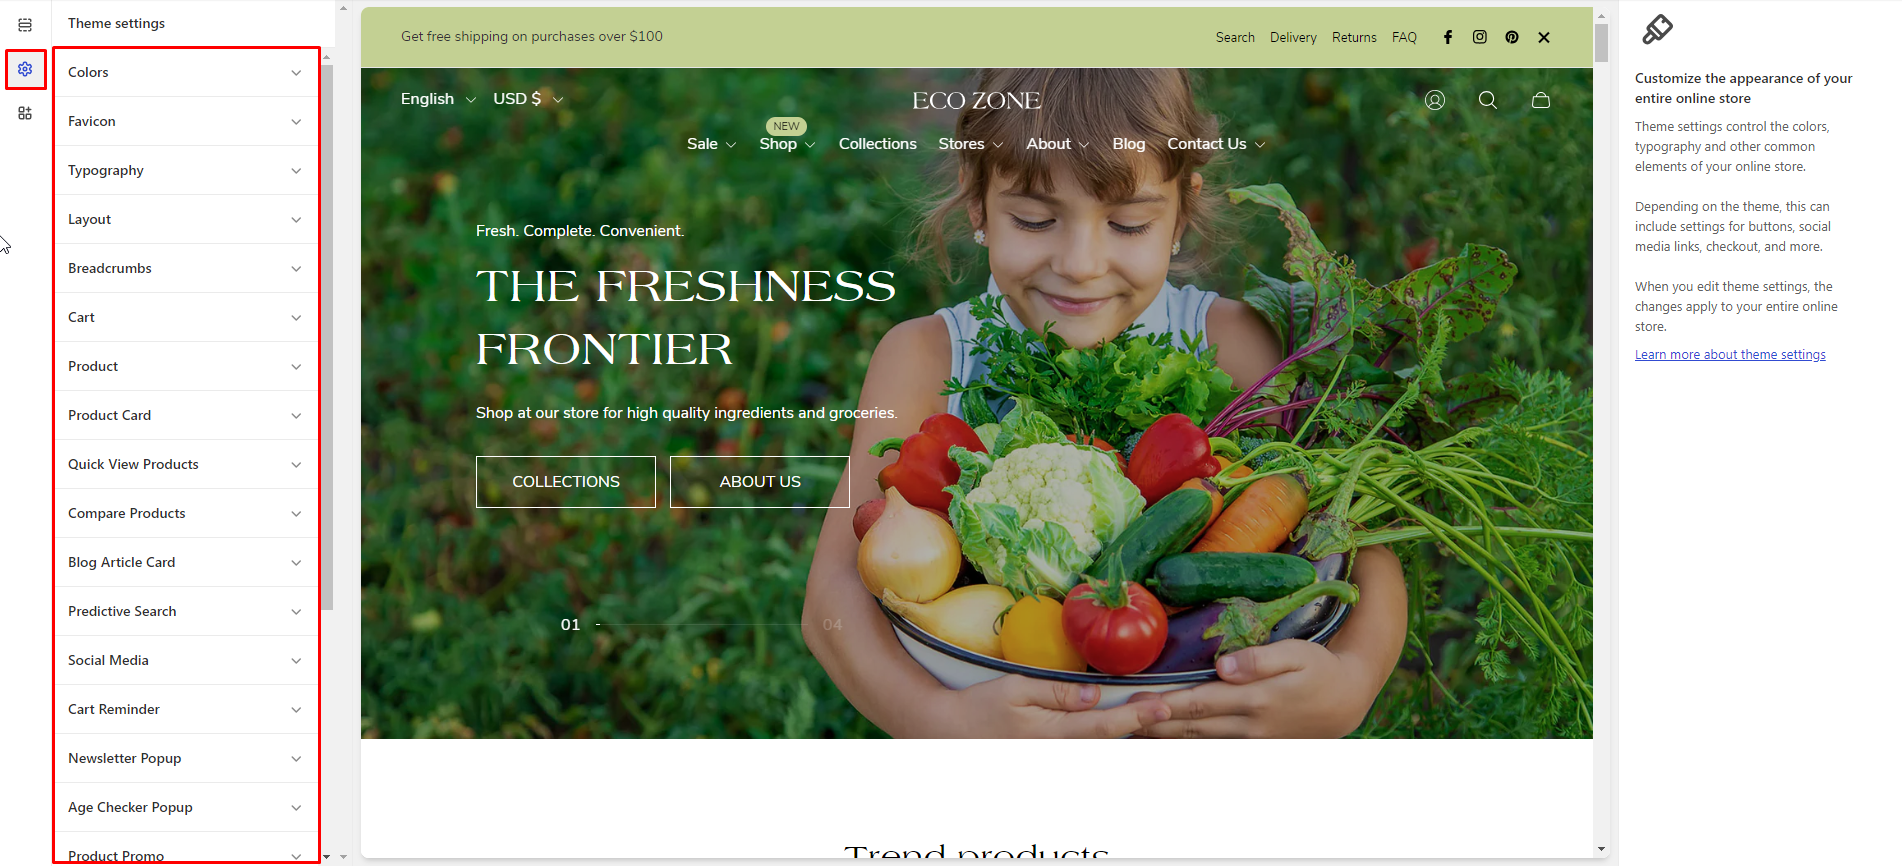 Theme settings
Colors
Favicon
Typography
Layout
Breadcrumbs
Cart
Product
Product Card
Quick View Products
Compare Products
Blog Article Card
Predictive Search
Social Media
Cart Reminder
Newsletter Popup
Age Checker Popup
Product Promo
Get free shipping on purchases over $100
Search Delivery Returns FAQ
English USD $
ECO ZONE
NEW
Sale Shop Collections Stores About Blog Contact Us
Fresh. Complete. Convenient.
THE FRESHNESS
FRONTIER
Shop at our store for high quality ingredients and groceries.
COLLECTIONS ABOUT US
01 04
Trend products
Customize the appearance of your
entire online store
Theme settings control the colors,
typography and other common
elements of your online store.
Depending on the theme, this can
include settings for buttons, social
media links, checkout, and more.
When you edit theme settings, the
changes apply to your entire online
store.
Learn more about theme settings